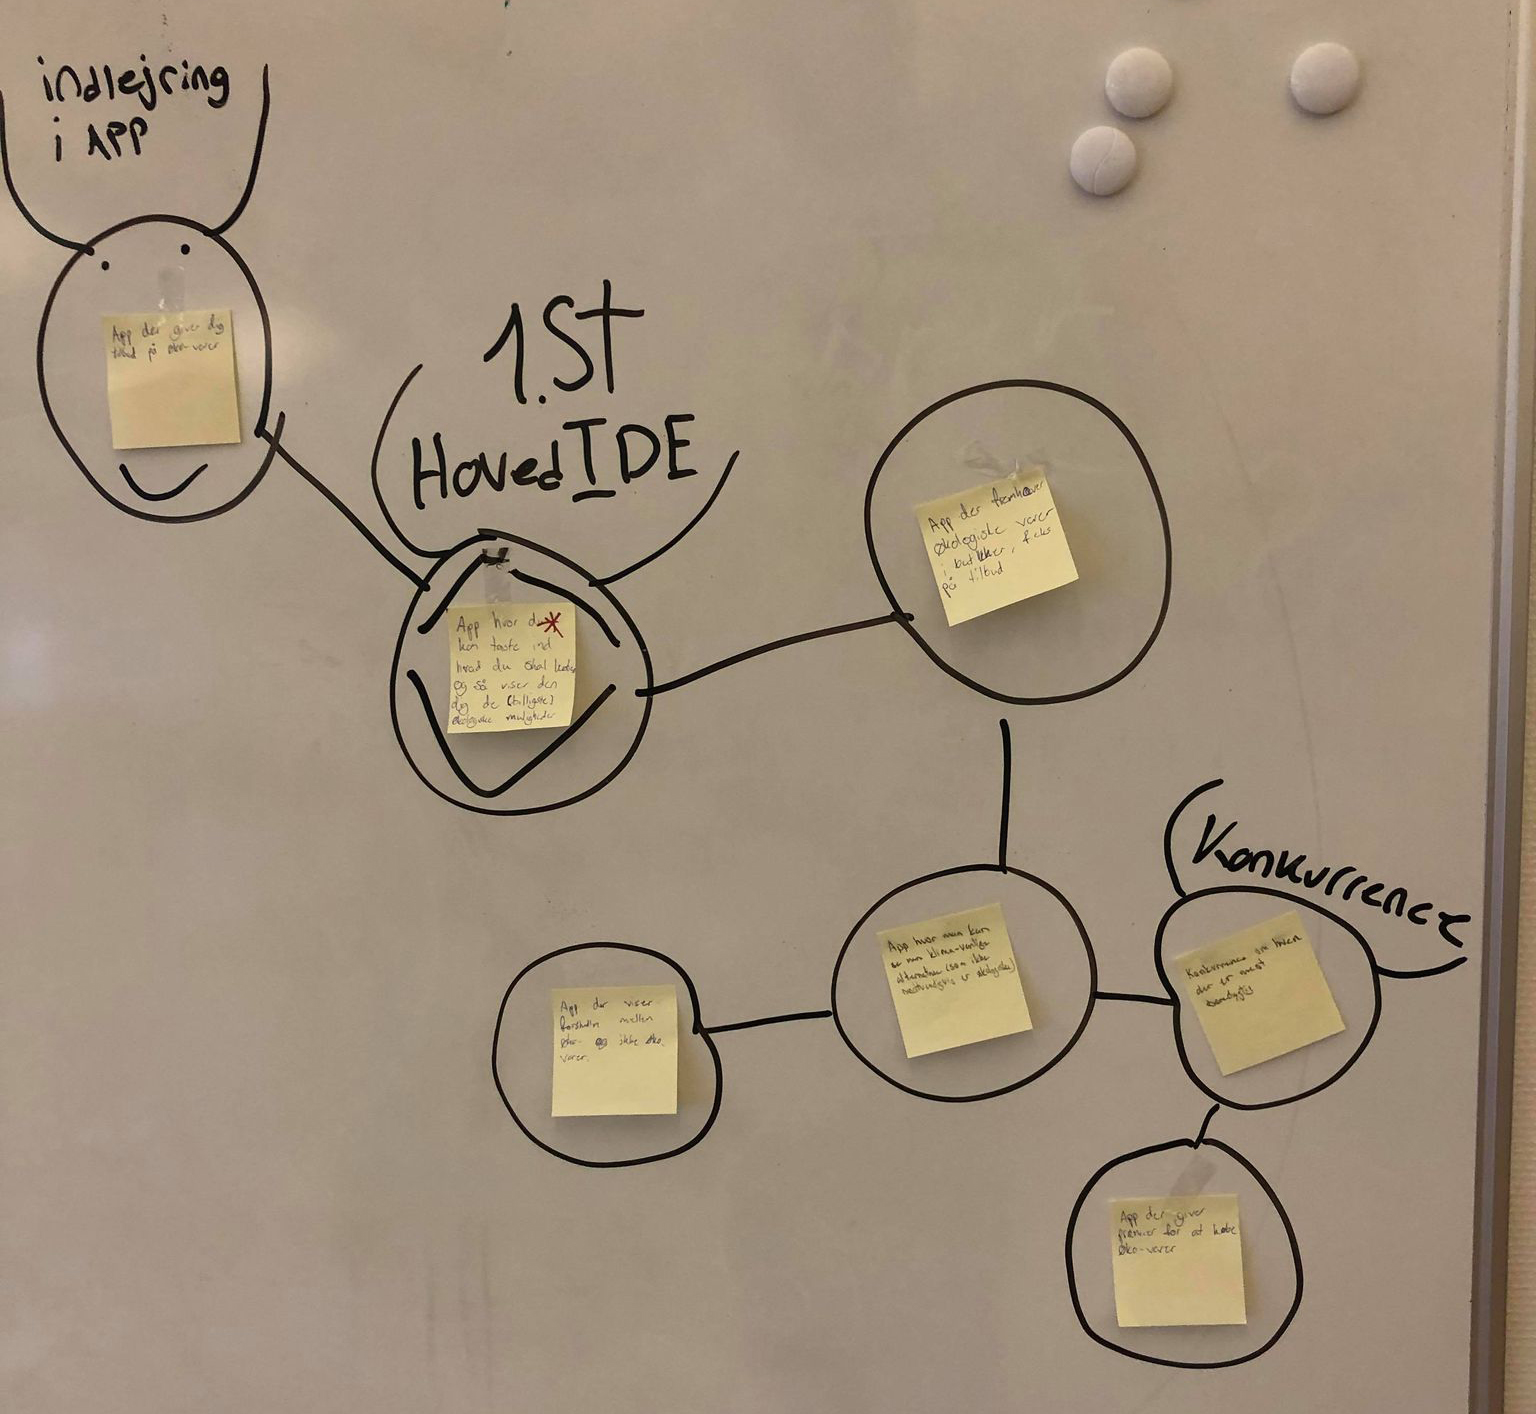 indlejring
i APP
App der giver dig
tilbud på øko-varer
1.St
HovedIDE
App hvor du
kan taste ind
hvad du skal købe
og så viser den
dig de (billigste)
økologiske muligheder
App der fremhæver
økologiske varer
i butikker, f.eks
på tilbud
Konkurrence
App hvor man kan
se mere klima-venlige
alternativer (som ikke
nødvendigvis er økologiske)
Konkurrence om hvem
der er mest
bæredygtig
App der viser
forskellen mellem
øko- og ikke øko.
varer.
App der giver
præmier for at købe
øko-varer